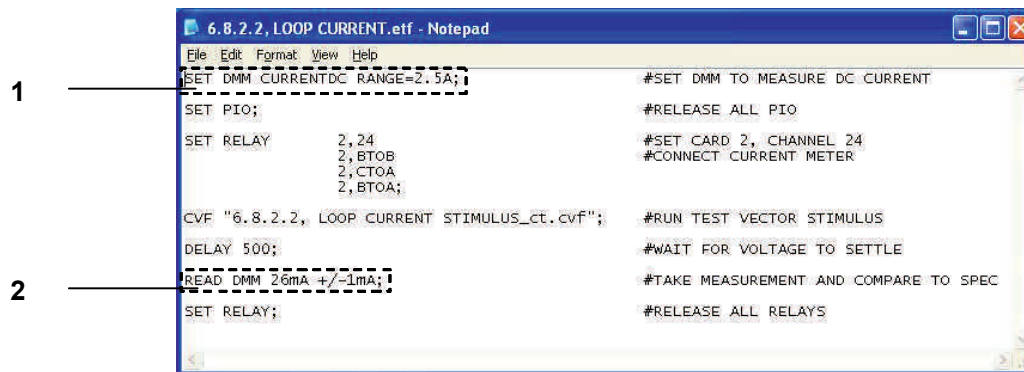 6.8.2.2, LOOP CURRENT.etf - Notepad
File Edit Format View Help
1
SET DMM CURRENTDC RANGE=2.5A; #SET DMM TO MEASURE DC CURRENT
SET PIO; #RELEASE ALL PIO
SET RELAY 2,24 #SET CARD 2, CHANNEL 24
2,BTOB #CONNECT CURRENT METER
2,CTOA
2,BTOA;
CVF "6.8.2.2, LOOP CURRENT STIMULUS_ct.cvf"; #RUN TEST VECTOR STIMULUS
DELAY 500; #WAIT FOR VOLTAGE TO SETTLE
2
READ DMM 26mA +/-1mA; #TAKE MEASUREMENT AND COMPARE TO SPEC
SET RELAY; #RELEASE ALL RELAYS